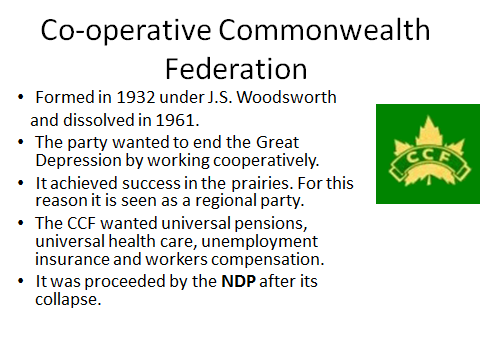 Co-operative Commonwealth
Federation
• Formed in 1932 under J.S. Woodsworth
and dissolved in 1961.
• The party wanted to end the Great
Depression by working cooperatively.
• It achieved success in the prairies. For this
reason it is seen as a regional party.
• The CCF wanted universal pensions,
universal health care, unemployment
insurance and workers compensation.
• It was proceeded by the NDP after its
collapse.
CCF